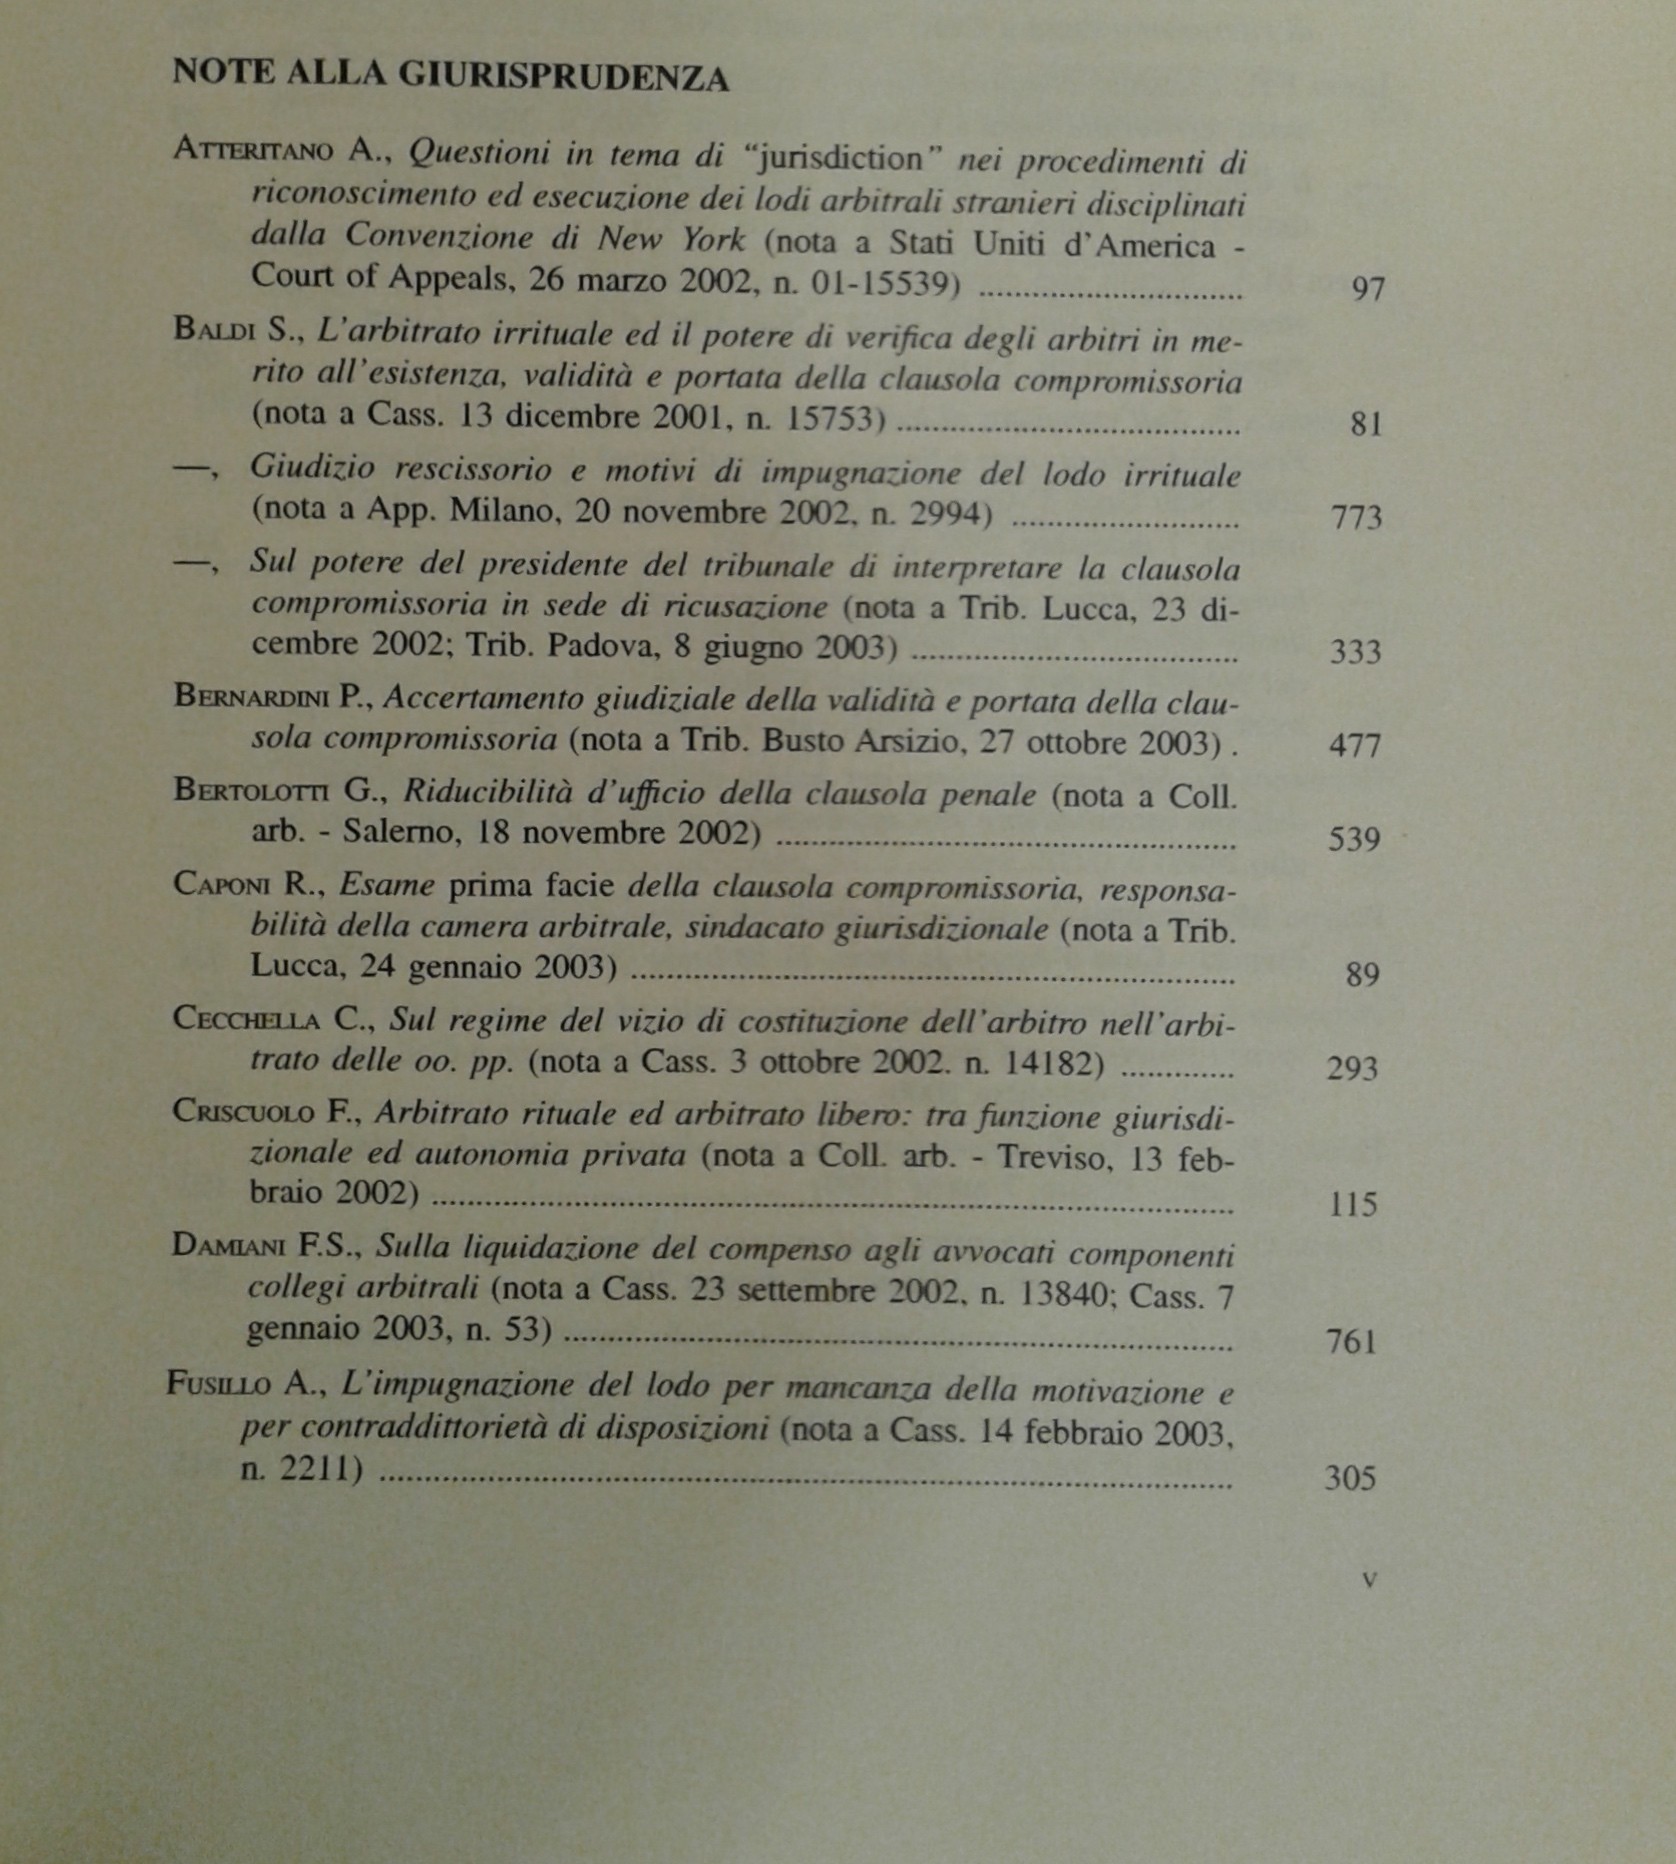 NOTE ALLA GIURISPRUDENZA
ATTERITANO A., Questioni in tema di “jurisdiction” nei procedimenti di
riconoscimento ed esecuzione dei lodi arbitrali stranieri disciplinati
dalla Convenzione di New York (nota a Stati Uniti d’America -
Court of Appeals, 26 marzo 2002, n. 01-15539) .............................. 97
BALDI S., L’arbitrato irrituale ed il potere di verifica degli arbitri in me-
rito all’esistenza, validità e portata della clausola compromissoria
(nota a Cass. 13 dicembre 2001, n. 15753) ....................................... 81
—, Giudizio rescissorio e motivi di impugnazione del lodo irrituale
(nota a App. Milano, 20 novembre 2002, n. 2994) .......................... 773
—, Sul potere del presidente del tribunale di interpretare la clausola
compromissoria in sede di ricusazione (nota a Trib. Lucca, 23 di-
cembre 2002; Trib. Padova, 8 giugno 2003) ..................................... 333
BERNARDINI P., Accertamento giudiziale della validità e portata della clau-
sola compromissoria (nota a Trib. Busto Arsizio, 27 ottobre 2003) . 477
BERTOLOTTI G., Riducibilità d’ufficio della clausola penale (nota a Coll.
arb. - Salerno, 18 novembre 2002) .................................................... 539
CAPONI R., Esame prima facie della clausola compromissoria, responsa-
bilità della camera arbitrale, sindacato giurisdizionale (nota a Trib.
Lucca, 24 gennaio 2003) .................................................................... 89
CECCHELLA C., Sul regime del vizio di costituzione dell’arbitro nell’arbi-
trato delle oo. pp. (nota a Cass. 3 ottobre 2002. n. 14182) ............. 293
CRISCUOLO F., Arbitrato rituale ed arbitrato libero: tra funzione giurisdi-
zionale ed autonomia privata (nota a Coll. arb. - Treviso, 13 feb-
braio 2002) ........................................................................................... 115
DAMIANI F.S., Sulla liquidazione del compenso agli avvocati componenti
collegi arbitrali (nota a Cass. 23 settembre 2002, n. 13840; Cass. 7
gennaio 2003, n. 53) ............................................................................ 761
FUSILLO A., L’impugnazione del lodo per mancanza della motivazione e
per contraddittorietà di disposizioni (nota a Cass. 14 febbraio 2003,
n. 2211) ................................................................................................. 305
V